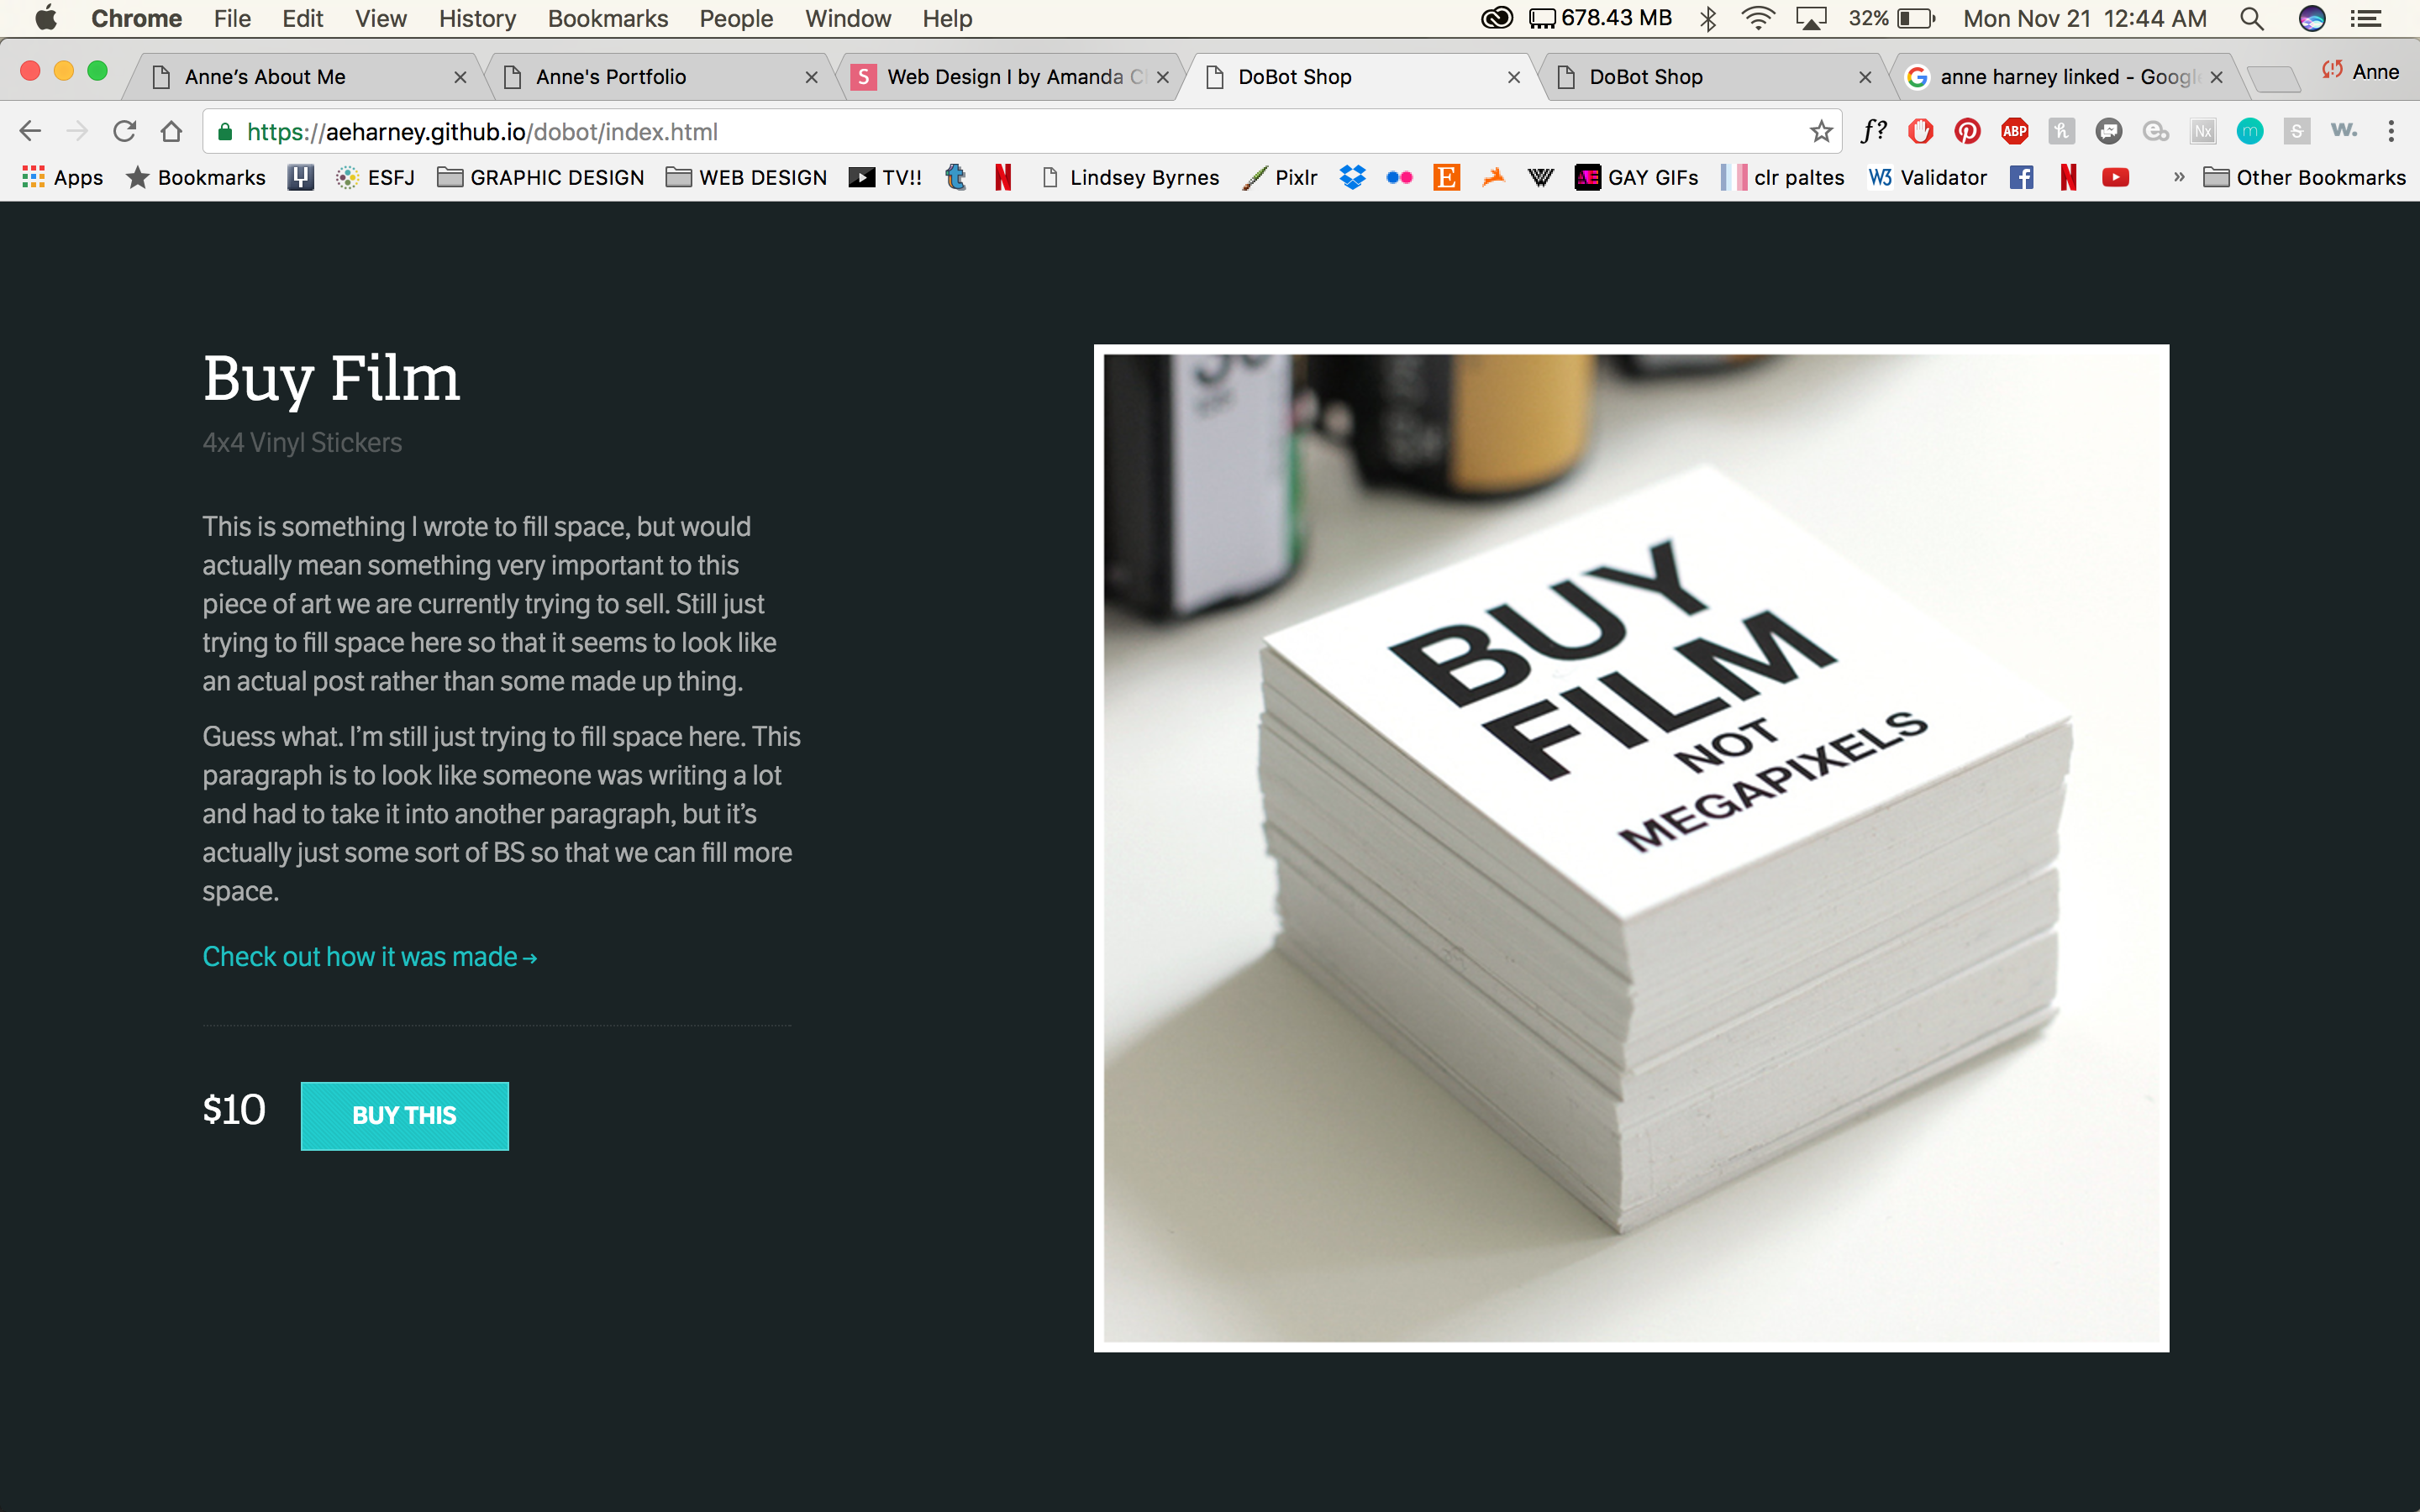 Chrome File Edit View History Bookmarks People Window Help 678.43 MB 32% Mon Nov 21 12:44 AM
Anne's About Me Anne's Portfolio S Web Design I by Amanda C DoBot Shop DoBot Shop anne harney linked - Google Anne
https://aeharney.github.io/dobot/index.html f? ABP h Nx m S w.
Apps Bookmarks ESFJ GRAPHIC DESIGN WEB DESIGN TV!! t N Lindsey Byrnes Pixlr E W AE GAY GIFs clr paltes W3 Validator f N » Other Bookmarks
Buy Film
4x4 Vinyl Stickers
This is something I wrote to fill space, but would
actually mean something very important to this
piece of art we are currently trying to sell. Still just
trying to fill space here so that it seems to look like
an actual post rather than some made up thing.
Guess what. I’m still just trying to fill space here. This
paragraph is to look like someone was writing a lot
and had to take it into another paragraph, but it’s
actually just some sort of BS so that we can fill more
space.
Check out how it was made →
$10 BUY THIS
BUY
FILM
NOT
MEGAPIXELS